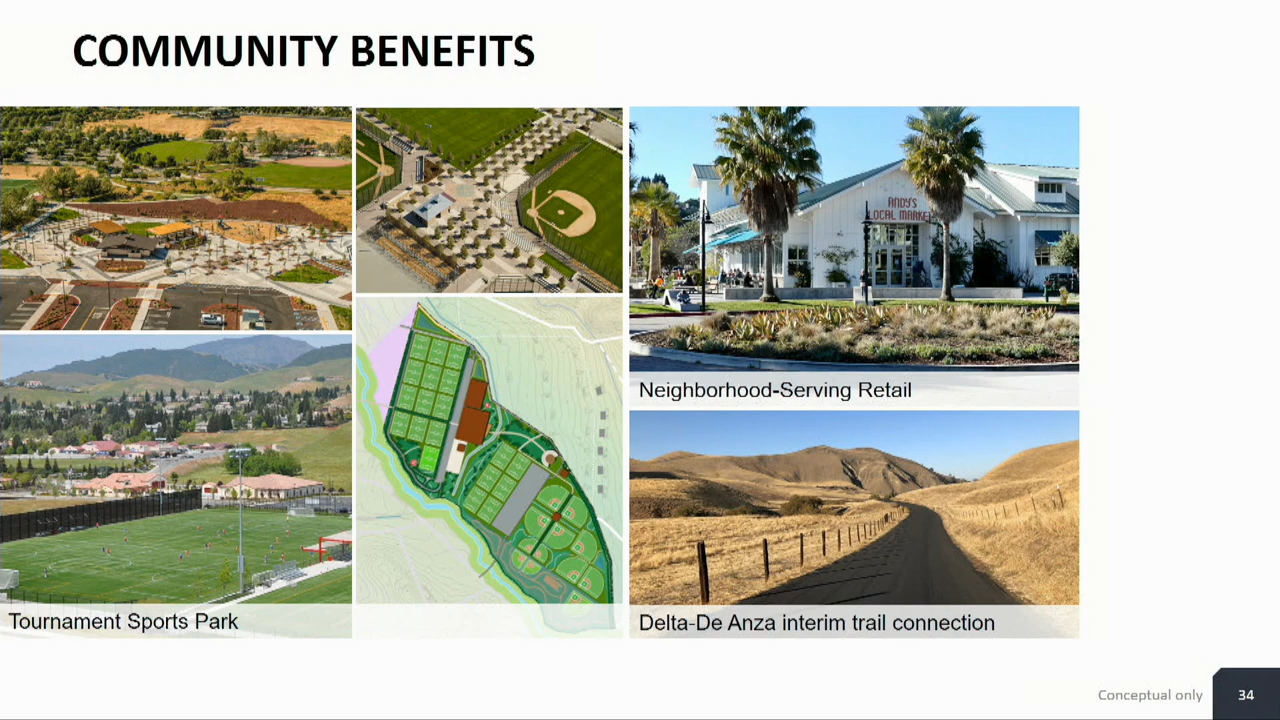 COMMUNITY BENEFITS
ANDY'S
LOCAL MARKET
Neighborhood-Serving Retail
Tournament Sports Park
Delta-De Anza interim trail connection
Conceptual only
34